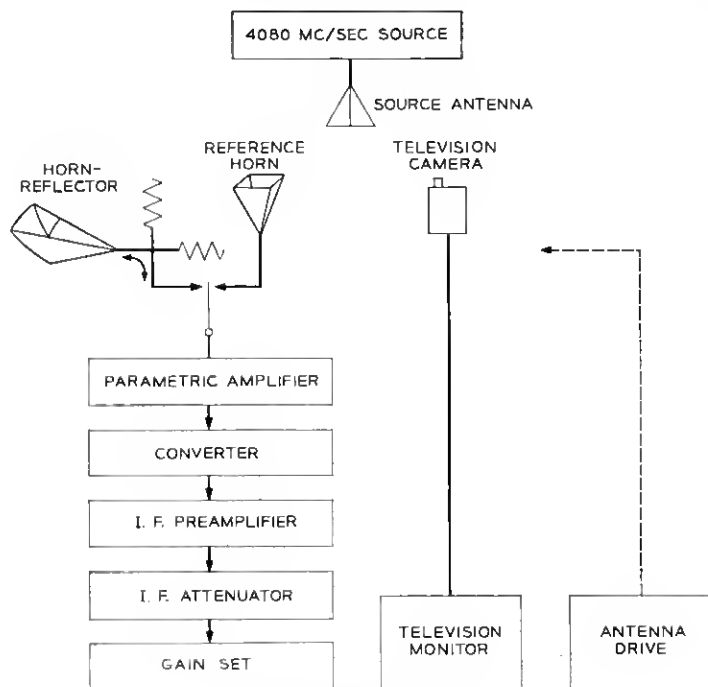 4080 MC/SEC SOURCE
SOURCE ANTENNA
HORN-
REFLECTOR
REFERENCE
HORN
TELEVISION
CAMERA
PARAMETRIC AMPLIFIER
CONVERTER
I. F. PREAMPLIFIER
I. F. ATTENUATOR
GAIN SET
TELEVISION
MONITOR
ANTENNA
DRIVE